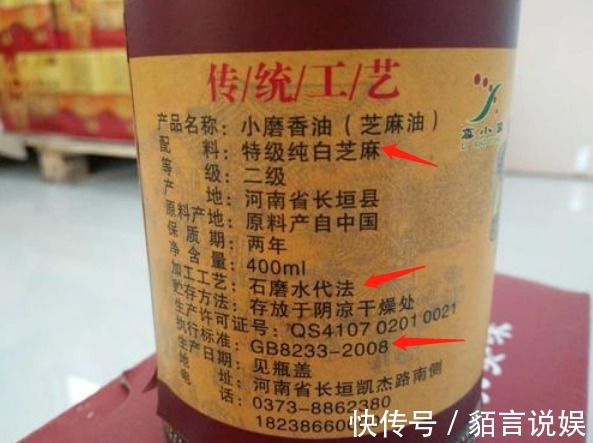 传/统/工/艺
产品名称：小磨香油（芝麻油）
配料：特级纯白芝麻
等级：二级
产地：河南省长垣县
原料产地：原料产自中国
保质期：两年
净含量：400ml
加工工艺：石磨水代法
贮存方法：存放于阴凉干燥处
生产许可证号：QS4107 0201 0021
执行标准：GB8233-2008
生产日期：见瓶盖
地址：河南省长垣凯杰路南侧
电话：0373-8862380
18238660
快传号 / 貊言说娱